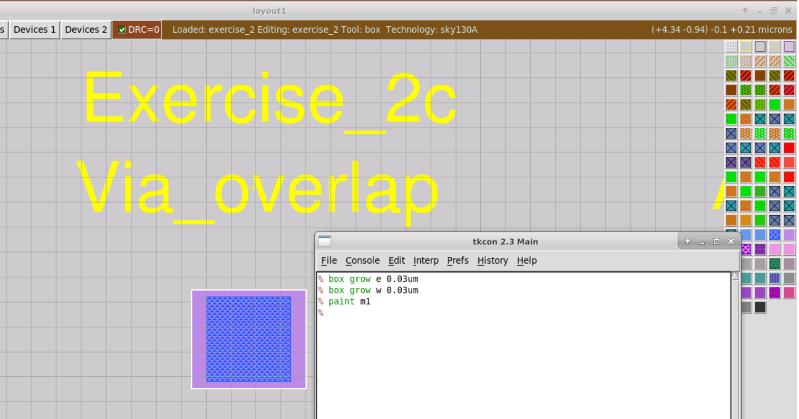 layout1
s Devices 1 Devices 2 DRC=0 Loaded: exercise_2 Editing: exercise_2 Tool: box Technology: sky130A (+4.34 -0.94) -0.1 +0.21 microns
Exercise_2c
Via_overlap
tkcon 2.3 Main
File Console Edit Interp Prefs History Help
% box grow e 0.03um
% box grow w 0.03um
% paint m1
%